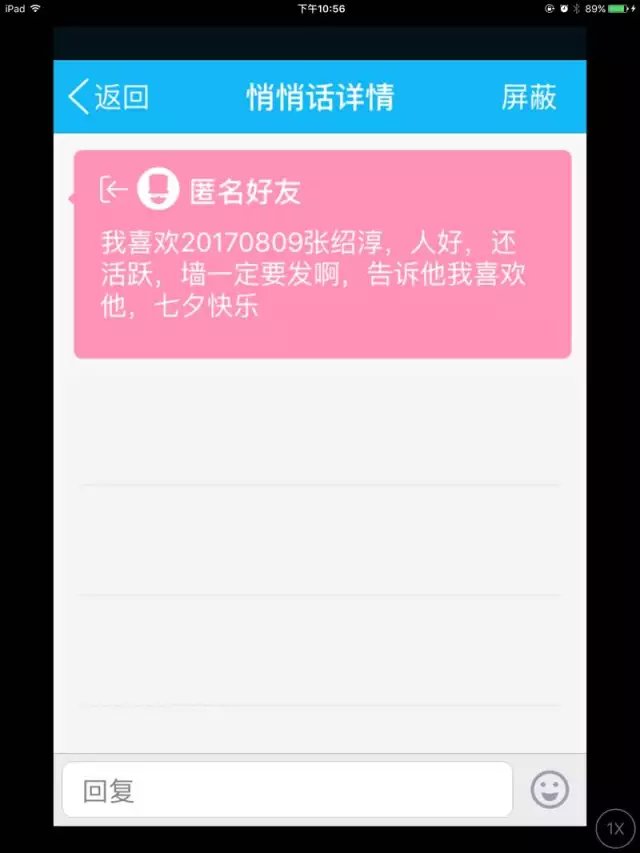 iPad
下午10:56
89%
返回
悄悄话详情
屏蔽
匿名好友
我喜欢20170809张绍淳，人好，还
活跃，墙一定要发啊，告诉他我喜欢
他，七夕快乐
回复
1X